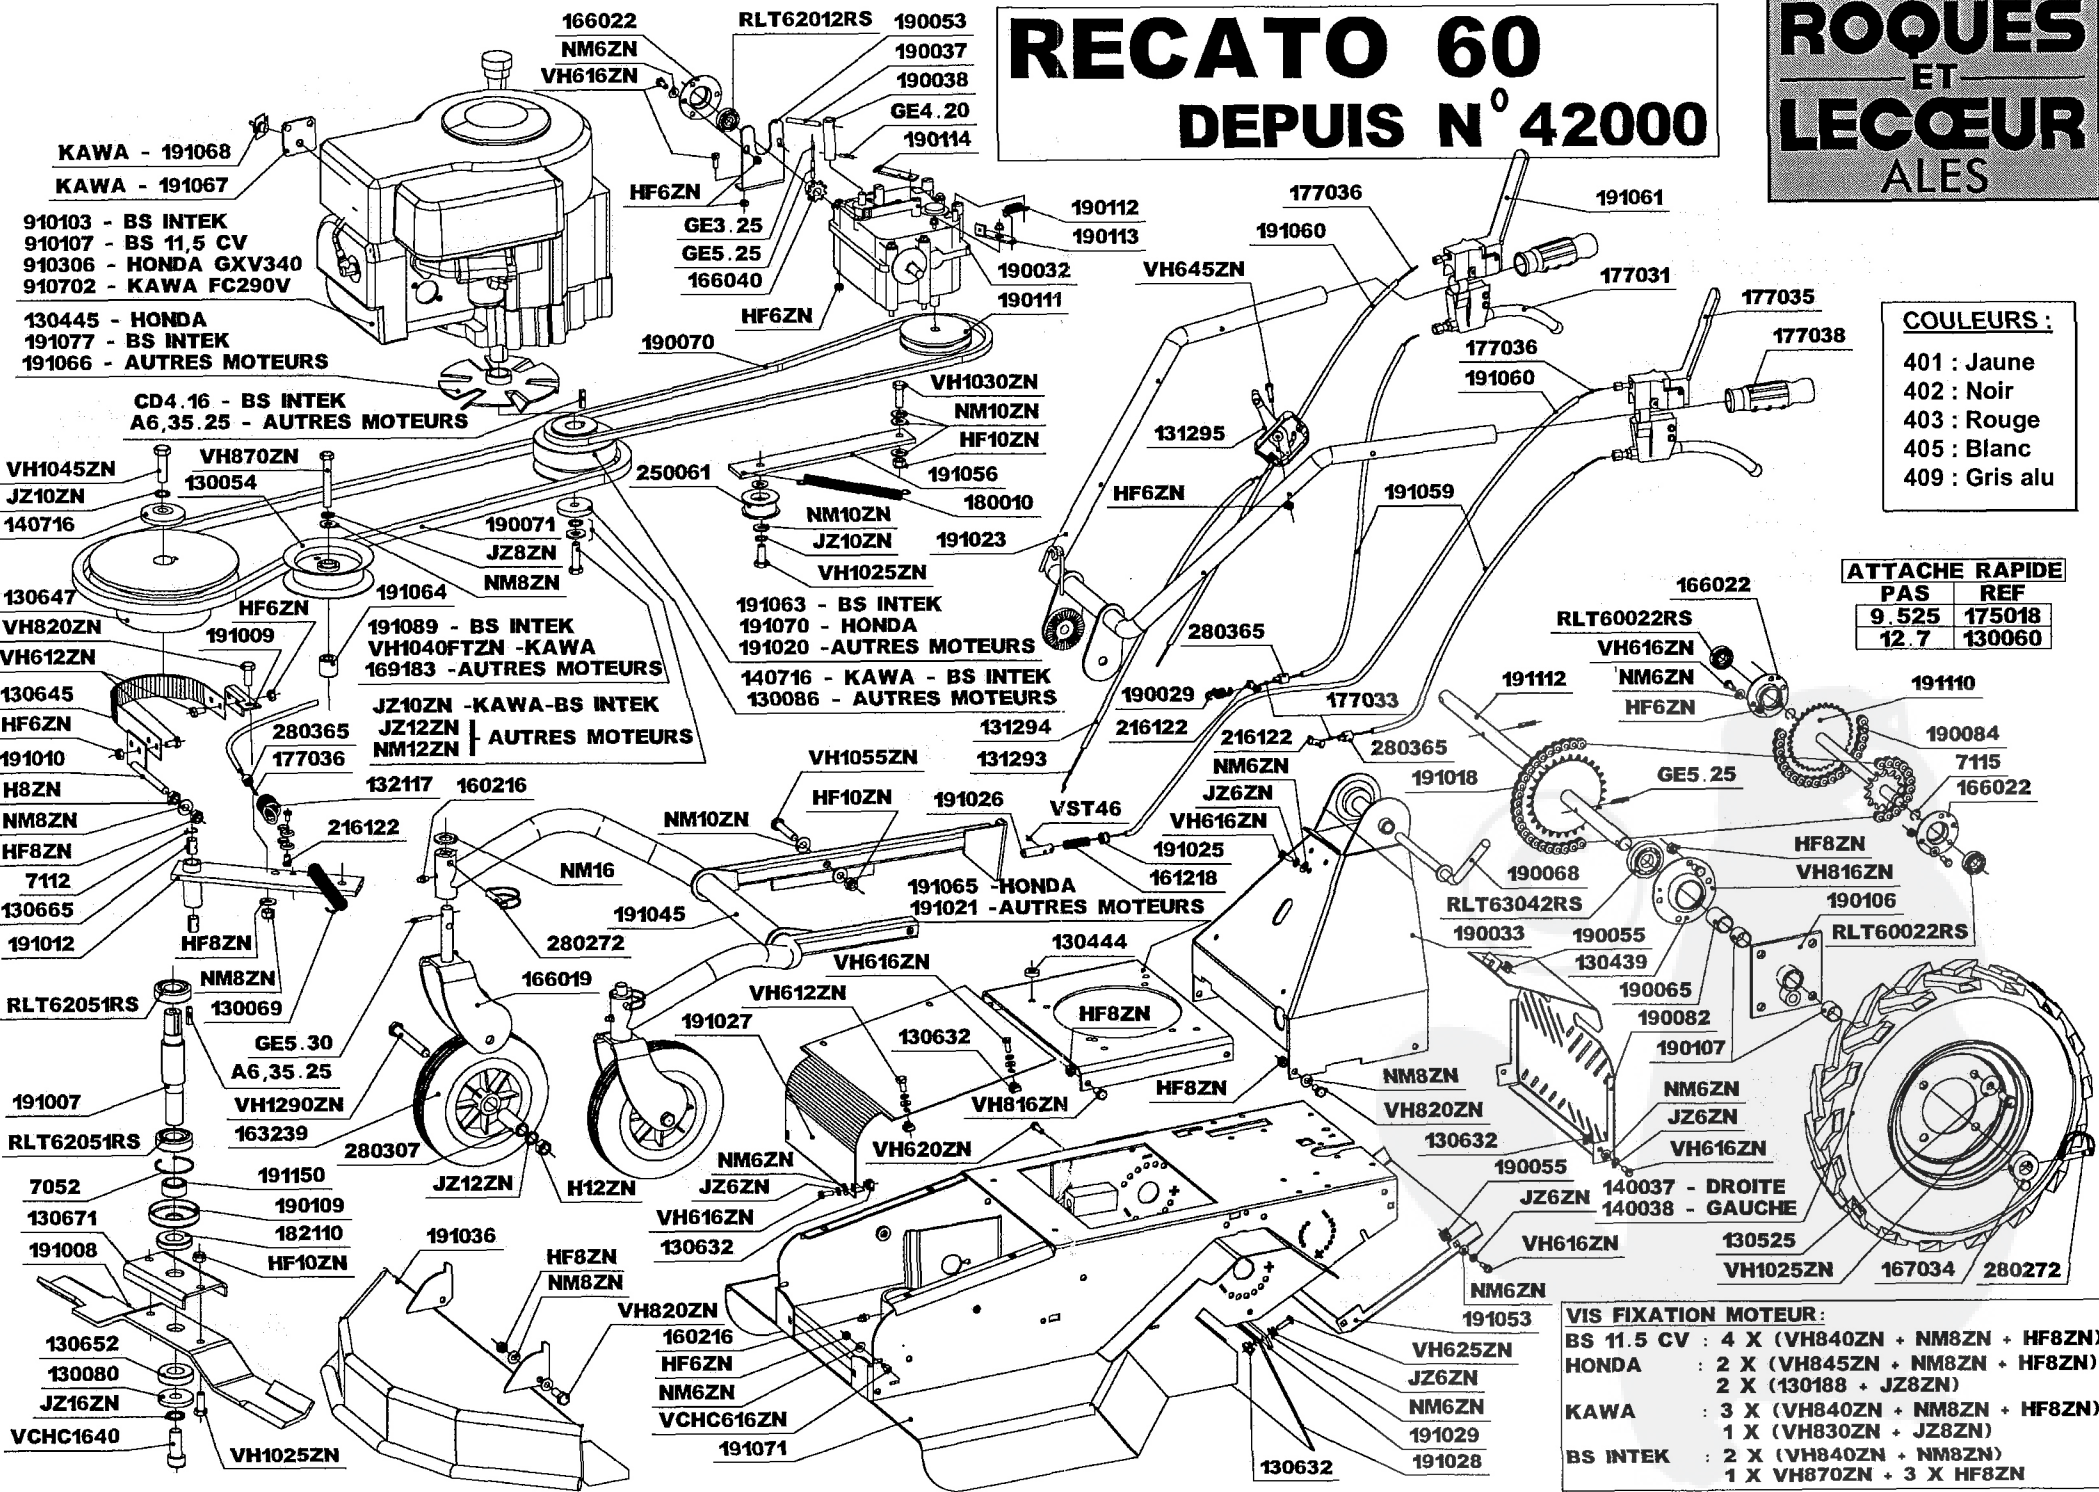 RECATO 60
DEPUIS N° 42000
ROQUES
ET
LECŒUR
ALES
166022
NM6ZN
VH616ZN
RLT62012RS
190053
190037
190038
GE4.20
190114
KAWA - 191068
KAWA - 191067
910103 - BS INTEK
910107 - BS 11,5 CV
910306 - HONDA GXV340
910702 - KAWA FC290V
130445 - HONDA
191077 - BS INTEK
191066 - AUTRES MOTEURS
CD4.16 - BS INTEK
A6,35.25 - AUTRES MOTEURS
HF6ZN
GE3.25
GE5.25
166040
HF6ZN
190070
190112
190113
190032
190111
VH1030ZN
NM10ZN
HF10ZN
191056
180010
250061
NM10ZN
JZ10ZN
VH1025ZN
177036
191060
VH645ZN
191061
177031
177035
177038
177036
191060
131295
HF6ZN
191059
191023
COULEURS :
401 : Jaune
402 : Noir
403 : Rouge
405 : Blanc
409 : Gris alu
ATTACHE RAPIDE
PAS REF
9.525 175018
12.7 130060
VH1045ZN
JZ10ZN
140716
VH870ZN
130054
190071
JZ8ZN
NM8ZN
191064
130647
VH820ZN
VH612ZN
HF6ZN
191009
130645
HF6ZN
191010
H8ZN
NM8ZN
HF8ZN
7112
130665
191012
191089 - BS INTEK
VH1040FTZN -KAWA
169183 -AUTRES MOTEURS
JZ10ZN -KAWA-BS INTEK
JZ12ZN
NM12ZN AUTRES MOTEURS
191063 - BS INTEK
191070 - HONDA
191020 -AUTRES MOTEURS
140716 - KAWA - BS INTEK
130086 - AUTRES MOTEURS
280365
177036
132117
216122
HF8ZN
NM8ZN
130069
160216
NM16
191045
280272
166019
VH1055ZN
HF10ZN
NM10ZN
191026
VST46
191025
161218
280365
190029
216122
177033
131294
131293
216122
280365
NM6ZN
JZ6ZN
VH616ZN
191065 -HONDA
191021 -AUTRES MOTEURS
166022
RLT60022RS
VH616ZN
NM6ZN
HF6ZN
191112
191018
GE5.25
191110
190084
7115
166022
HF8ZN
VH816ZN
190106
RLT60022RS
190068
RLT63042RS
190033
190055
130439
190065
190082
190107
RLT62051RS
GE5.30
A6,35.25
VH1290ZN
163239
280307
JZ12ZN
H12ZN
191007
RLT62051RS
7052
191150
130671
190109
182110
191008
HF10ZN
130652
130080
JZ16ZN
VCHC1640
VH1025ZN
VH616ZN
VH612ZN
191027
130632
130444
HF8ZN
VH816ZN
HF8ZN
VH620ZN
NM8ZN
VH820ZN
NM6ZN
JZ6ZN
VH616ZN
130632
191036
HF8ZN
NM8ZN
VH820ZN
160216
HF6ZN
NM6ZN
VCHC616ZN
191071
130632
190055
JZ6ZN
NM6ZN
JZ6ZN
VH616ZN
140037 - DROITE
140038 - GAUCHE
130525
VH1025ZN
167034
280272
VH616ZN
NM6ZN
191053
VH625ZN
JZ6ZN
NM6ZN
191029
191028
130632
VIS FIXATION MOTEUR:
BS 11.5 CV : 4 X (VH840ZN + NM8ZN + HF8ZN)
HONDA : 2 X (VH845ZN + NM8ZN + HF8ZN)
2 X (130188 + JZ8ZN)
KAWA : 3 X (VH840ZN + NM8ZN + HF8ZN)
1 X (VH830ZN + JZ8ZN)
BS INTEK : 2 X (VH840ZN + NM8ZN)
1 X VH870ZN + 3 X HF8ZN